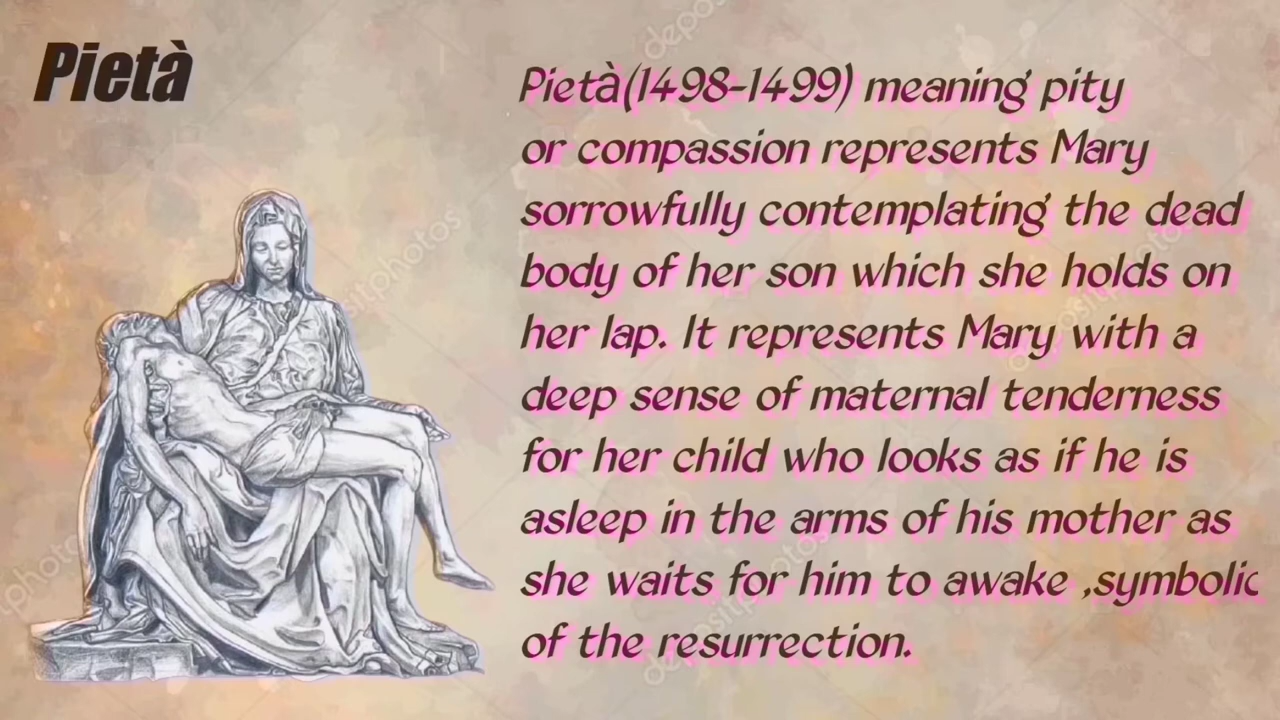 Pietà
Pietà(1498-1499) meaning pity
or compassion represents Mary
sorrowfully contemplating the dead
body of her son which she holds on
her lap. It represents Mary with a
deep sense of maternal tenderness
for her child who looks as if he is
asleep in the arms of his mother as
she waits for him to awake ,symbolic
of the resurrection.
depositphotos